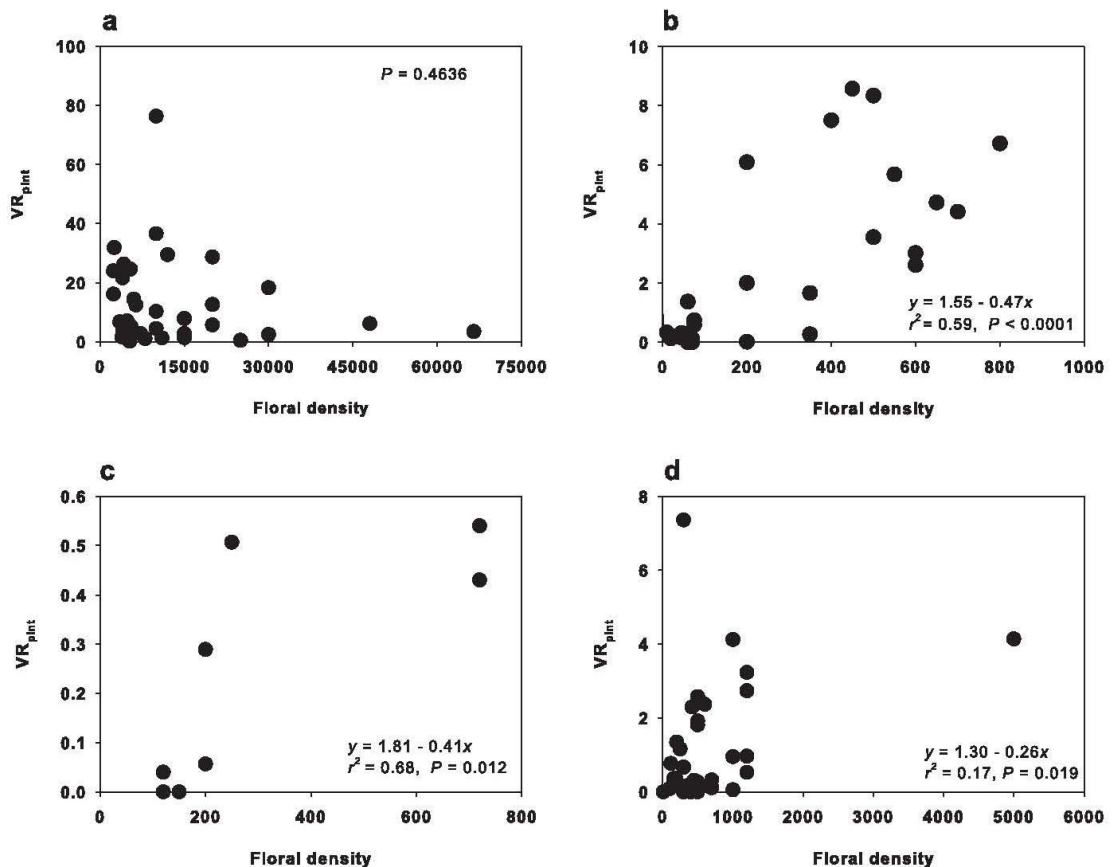 a
100
80
60
40
20
0
VRplnt
P = 0.4636
0 15000 30000 45000 60000 75000
Floral density
b
10
8
6
4
2
0
VRplnt
y = 1.55 - 0.47x
r² = 0.59, P < 0.0001
0 200 400 600 800 1000
Floral density
c
0.6
0.5
0.4
0.3
0.2
0.1
0.0
VRplnt
y = 1.81 - 0.41x
r² = 0.68, P = 0.012
0 200 400 600 800
Floral density
d
8
6
4
2
0
VRplnt
y = 1.30 - 0.26x
r² = 0.17, P = 0.019
0 1000 2000 3000 4000 5000 6000
Floral density